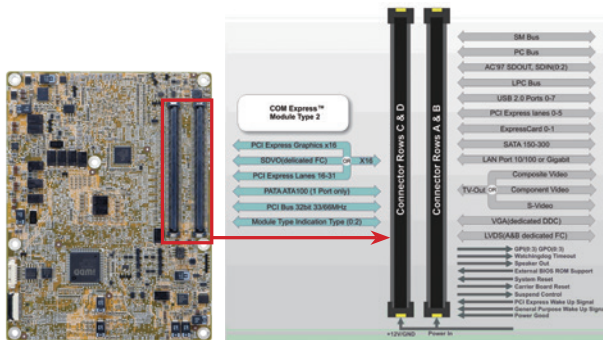 COM Express™
Module Type 2
PCI Express Graphics x16
SDVO(delicated FC)
OR
X16
PCI Express Lanes 16-31
PATA ATA100 (1 Port only)
PCI Bus 32bit 33/66MHz
Module Type Indication Type (0:2)
Connector Rows C & D
Connector Rows A & B
SM Bus
PC Bus
AC'97 SDOUT, SDIN(0:2)
LPC Bus
USB 2.0 Ports 0-7
PCI Express lanes 0-5
ExpressCard 0-1
SATA 150-300
LAN Port 10/100 or Gigabit
Composite Video
TV-Out
OR
Component Video
S-Video
VGA(dedicated DDC)
LVDS(A&B dedicated FC)
GPI(0:3) GPO(0:3)
Watchingdog Timeout
Speaker Out
External BIOS ROM Support
System Reset
Carrier Board Reset
Suspend Control
PCI Express Wake Up Signal
General Purpose Wake Up Signal
Power Good
+12V/GND
Power In